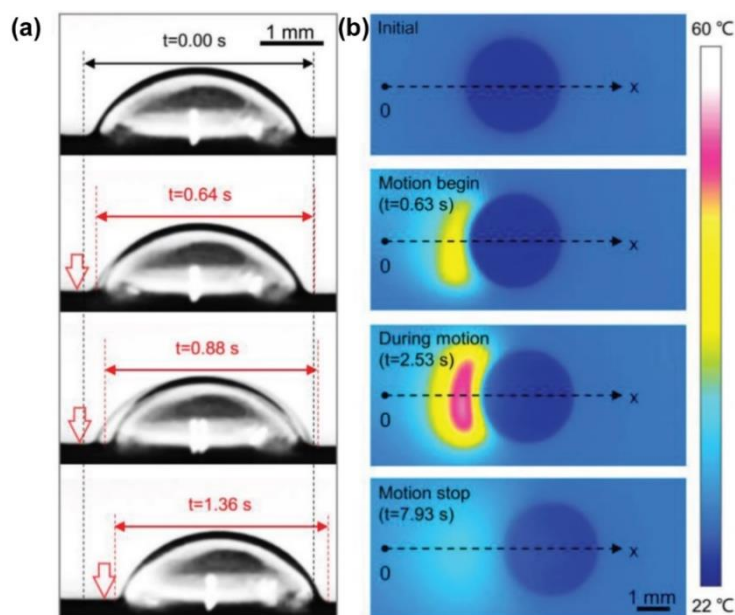 (a)
t=0.00 s
1 mm
t=0.64 s
t=0.88 s
t=1.36 s
(b)
Initial
0
x
Motion begin
(t=0.63 s)
0
x
During motion
(t=2.53 s)
0
x
Motion stop
(t=7.93 s)
0
x
1 mm
60 ℃
22 ℃